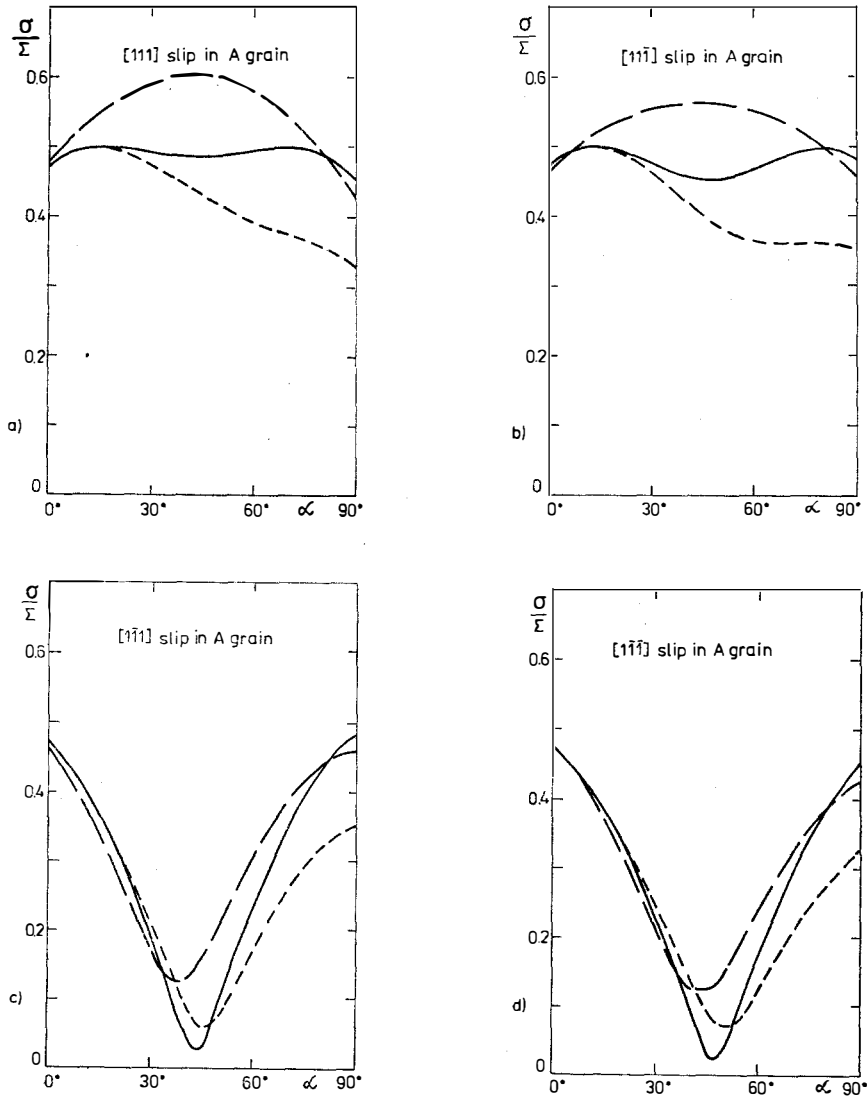 σ/Σ
[111] slip in A grain
0.6
0.4
0.2
0
a)
0° 30° 60° α 90°
σ/Σ
[111̄] slip in A grain
0.6
0.4
0.2
0
b)
0° 30° 60° α 90°
σ/Σ
[11̄1] slip in A grain
0.6
0.4
0.2
0
c)
0° 30° 60° α 90°
σ/Σ
[11̄1̄] slip in A grain
0.6
0.4
0.2
0
d)
0° 30° 60° α 90°